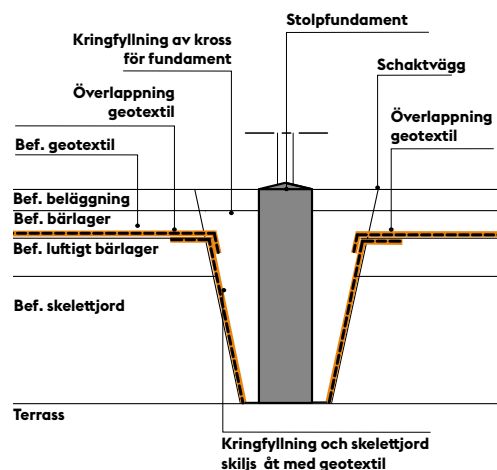 Stolpfundament
Kringfyllning av kross
för fundament
Schaktvägg
Överlappning
geotextil
Överlappning
geotextil
Bef. geotextil
Bef. beläggning
Bef. bärlager
Bef. luftigt bärlager
Bef. skelettjord
Terrass
Kringfyllning och skelettjord
skiljs åt med geotextil